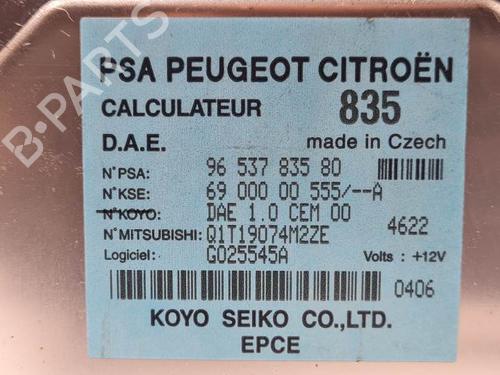 B-PARTS
PSA PEUGEOT CITROËN
CALCULATEUR 835
D.A.E. made in Czech
N°PSA: 96 537 835 80
N°KSE: 69 000 00 555/--A
N°KOYO: DAE 1.0 CEM 00
N°MITSUBISHI: Q1T19074M2ZE 4622
Logiciel: G025545A Volts : +12V
0406
KOYO SEIKO CO.,LTD.
EPCE